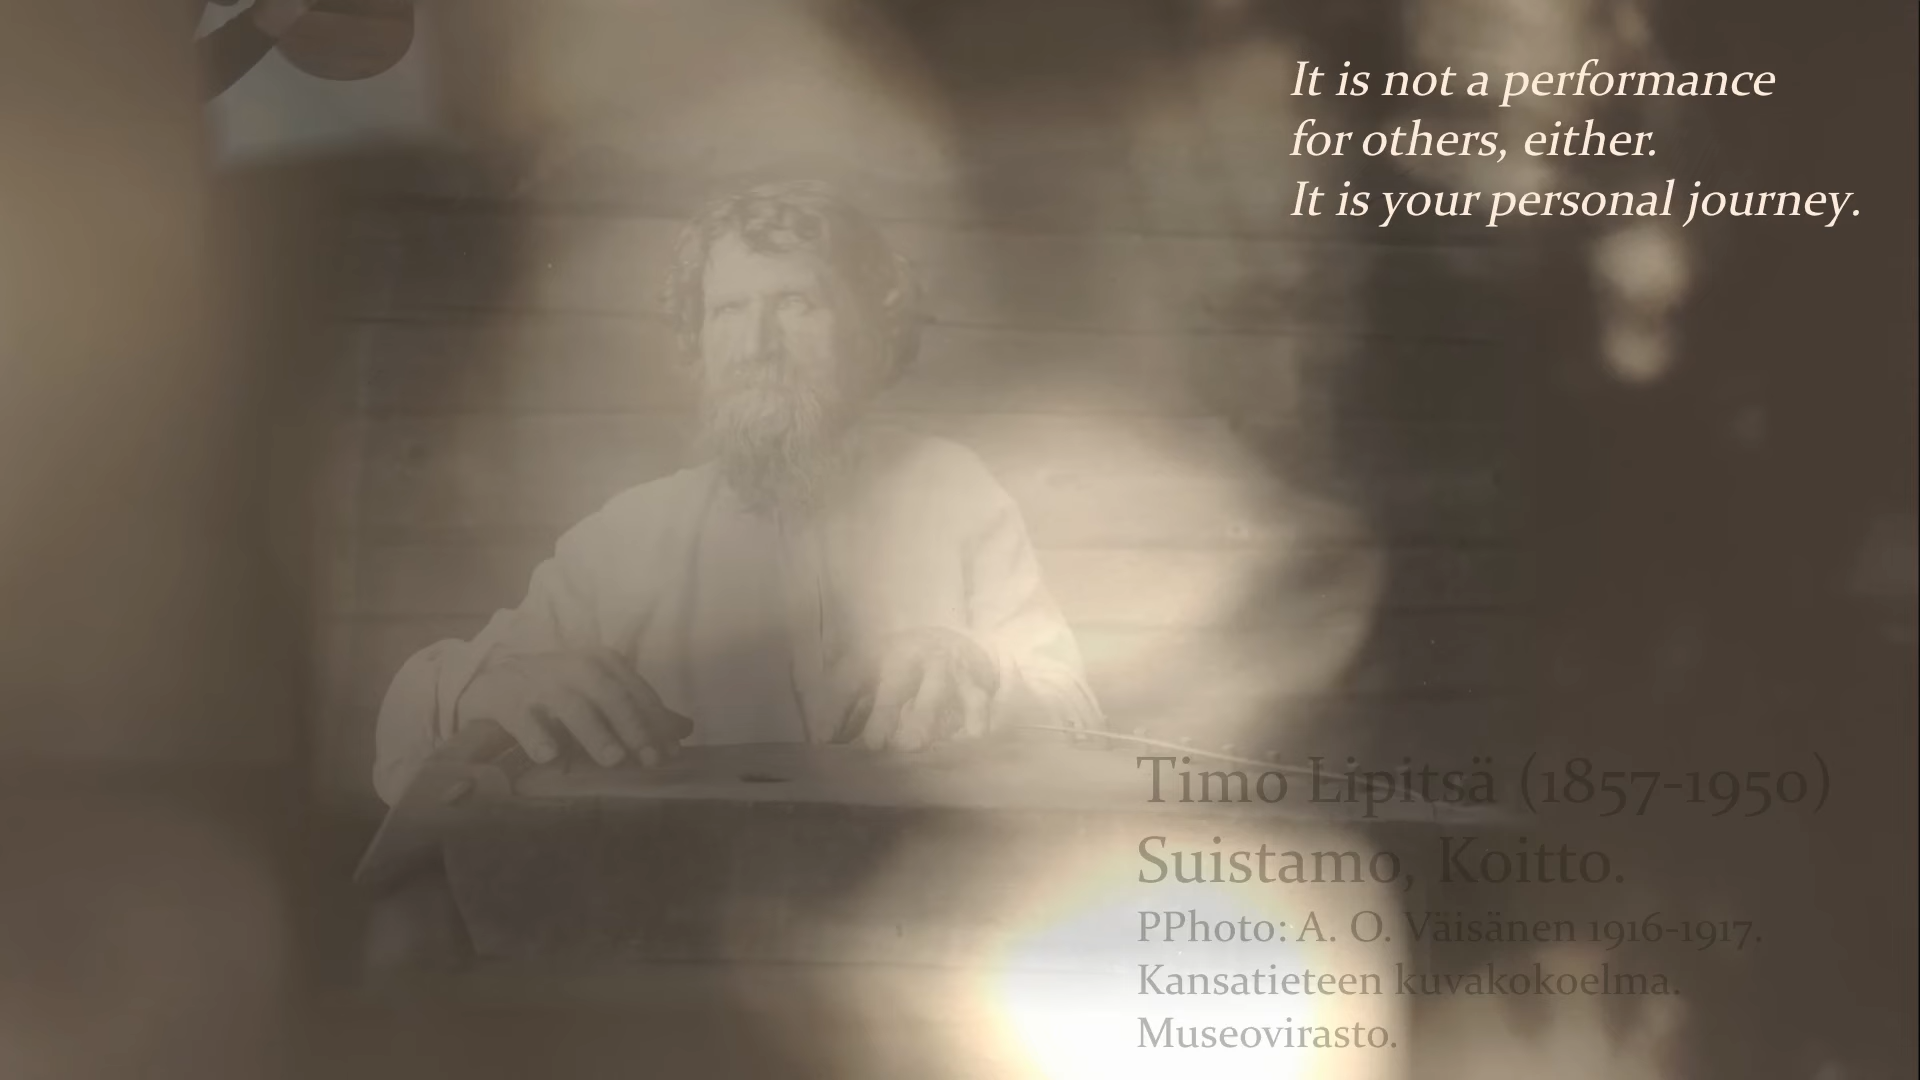 It is not a performance
for others, either.
It is your personal journey.
Timo Lipitsä (1857-1950)
Suistamo, Koitto.
PPhoto: A. O. Väisänen 1916-1917.
Kansatieteen kuvakokoelma.
Museovirasto.